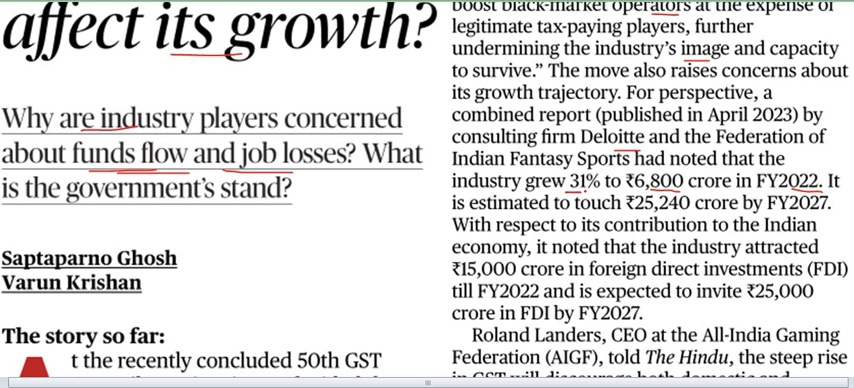 affect its growth?
Why are industry players concerned
about funds flow and job losses? What
is the government's stand?
Saptaparno Ghosh
Varun Krishan
The story so far:
At the recently concluded 50th GST
boost black-market operators at the expense of
legitimate tax-paying players, further
undermining the industry's image and capacity
to survive.” The move also raises concerns about
its growth trajectory. For perspective, a
combined report (published in April 2023) by
consulting firm Deloitte and the Federation of
Indian Fantasy Sports had noted that the
industry grew 31% to ₹6,800 crore in FY2022. It
is estimated to touch ₹25,240 crore by FY2027.
With respect to its contribution to the Indian
economy, it noted that the industry attracted
₹15,000 crore in foreign direct investments (FDI)
till FY2022 and is expected to invite ₹25,000
crore in FDI by FY2027.
Roland Landers, CEO at the All-India Gaming
Federation (AIGF), told The Hindu, the steep rise